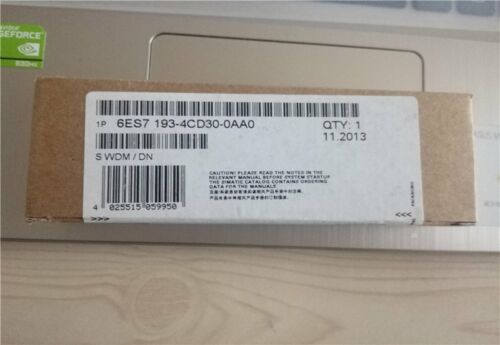 GEFORCE
1P 6ES7 193-4CD30-0AA0
QTY: 1
11.2013
S WDM / DN
CAUTION! PLEASE READ THE NOTES IN THE
RELEVANT MANUAL BEFORE SYSTEM STARTUP
THE SIMATIC CATALOG CONTAINS ORDERING
DATA FOR THE MANUALS
4 025515 059950
>>>
<<<